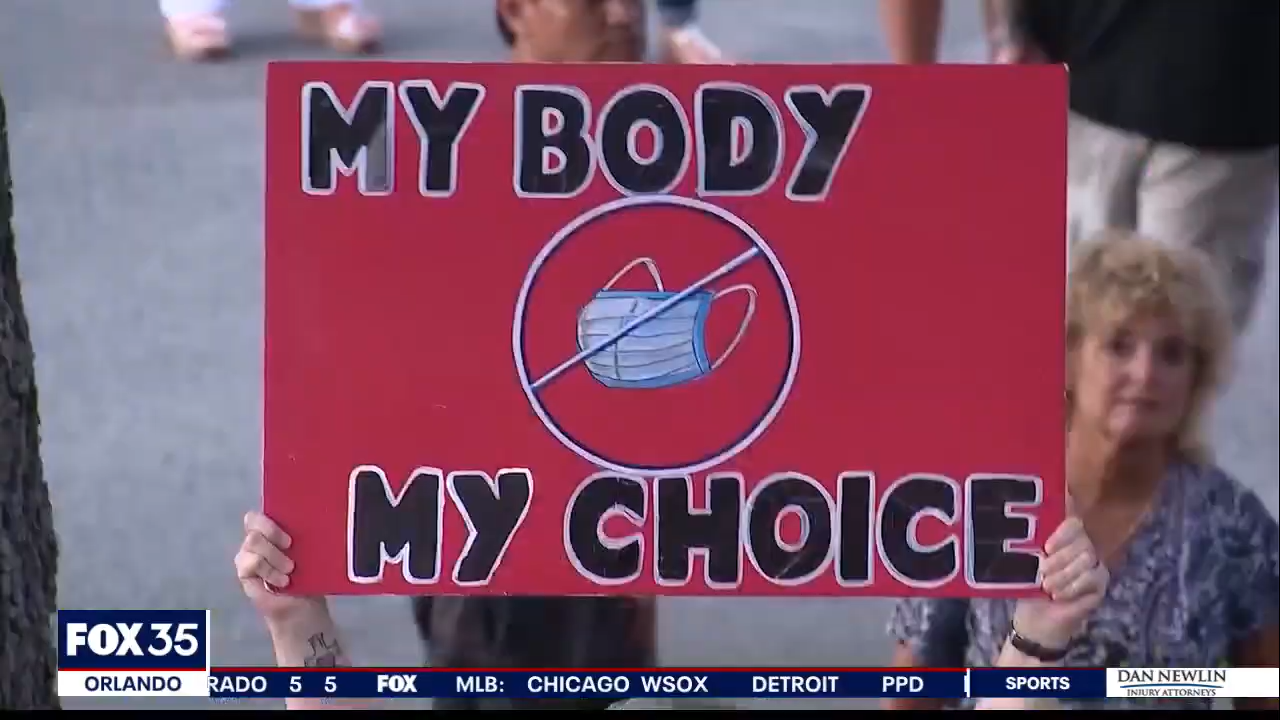 MY BODY
MY CHOICE
FOX 35
ORLANDO
RADO 5 5 FOX MLB: CHICAGO WSOX DETROIT PPD SPORTS
DAN NEWLIN
INJURY ATTORNEYS